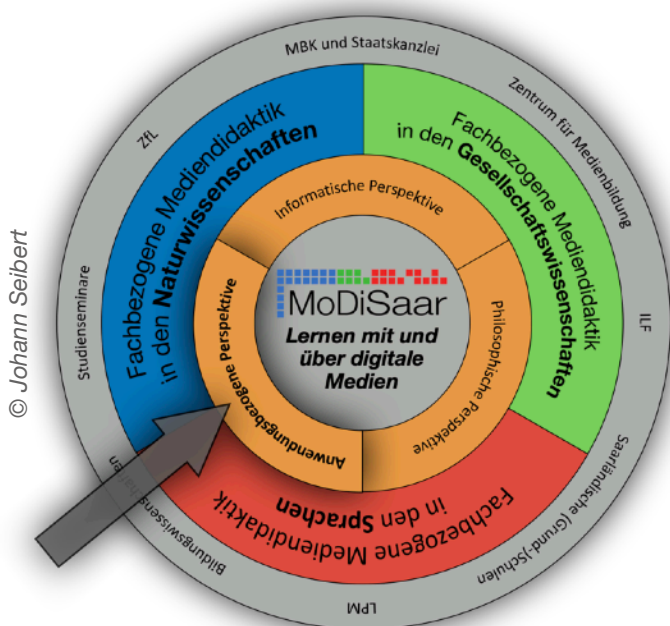 MBK und Staatskanzlei
Zentrum für Medienbildung
ILF
Saarländische (Grund-)Schulen
LPM
Bildungswissenschaften
Studienseminare
ZfL
Fachbezogene Mediendidaktik
in den Naturwissenschaften
Fachbezogene Mediendidaktik
in den Gesellschaftswissenschaften
Fachbezogene Mediendidaktik
in den Sprachen
Informatische Perspektive
Philosophische Perspektive
Anwendungsbezogene Perspektive
MoDiSaar
Lernen mit und
über digitale
Medien
© Johann Seibert